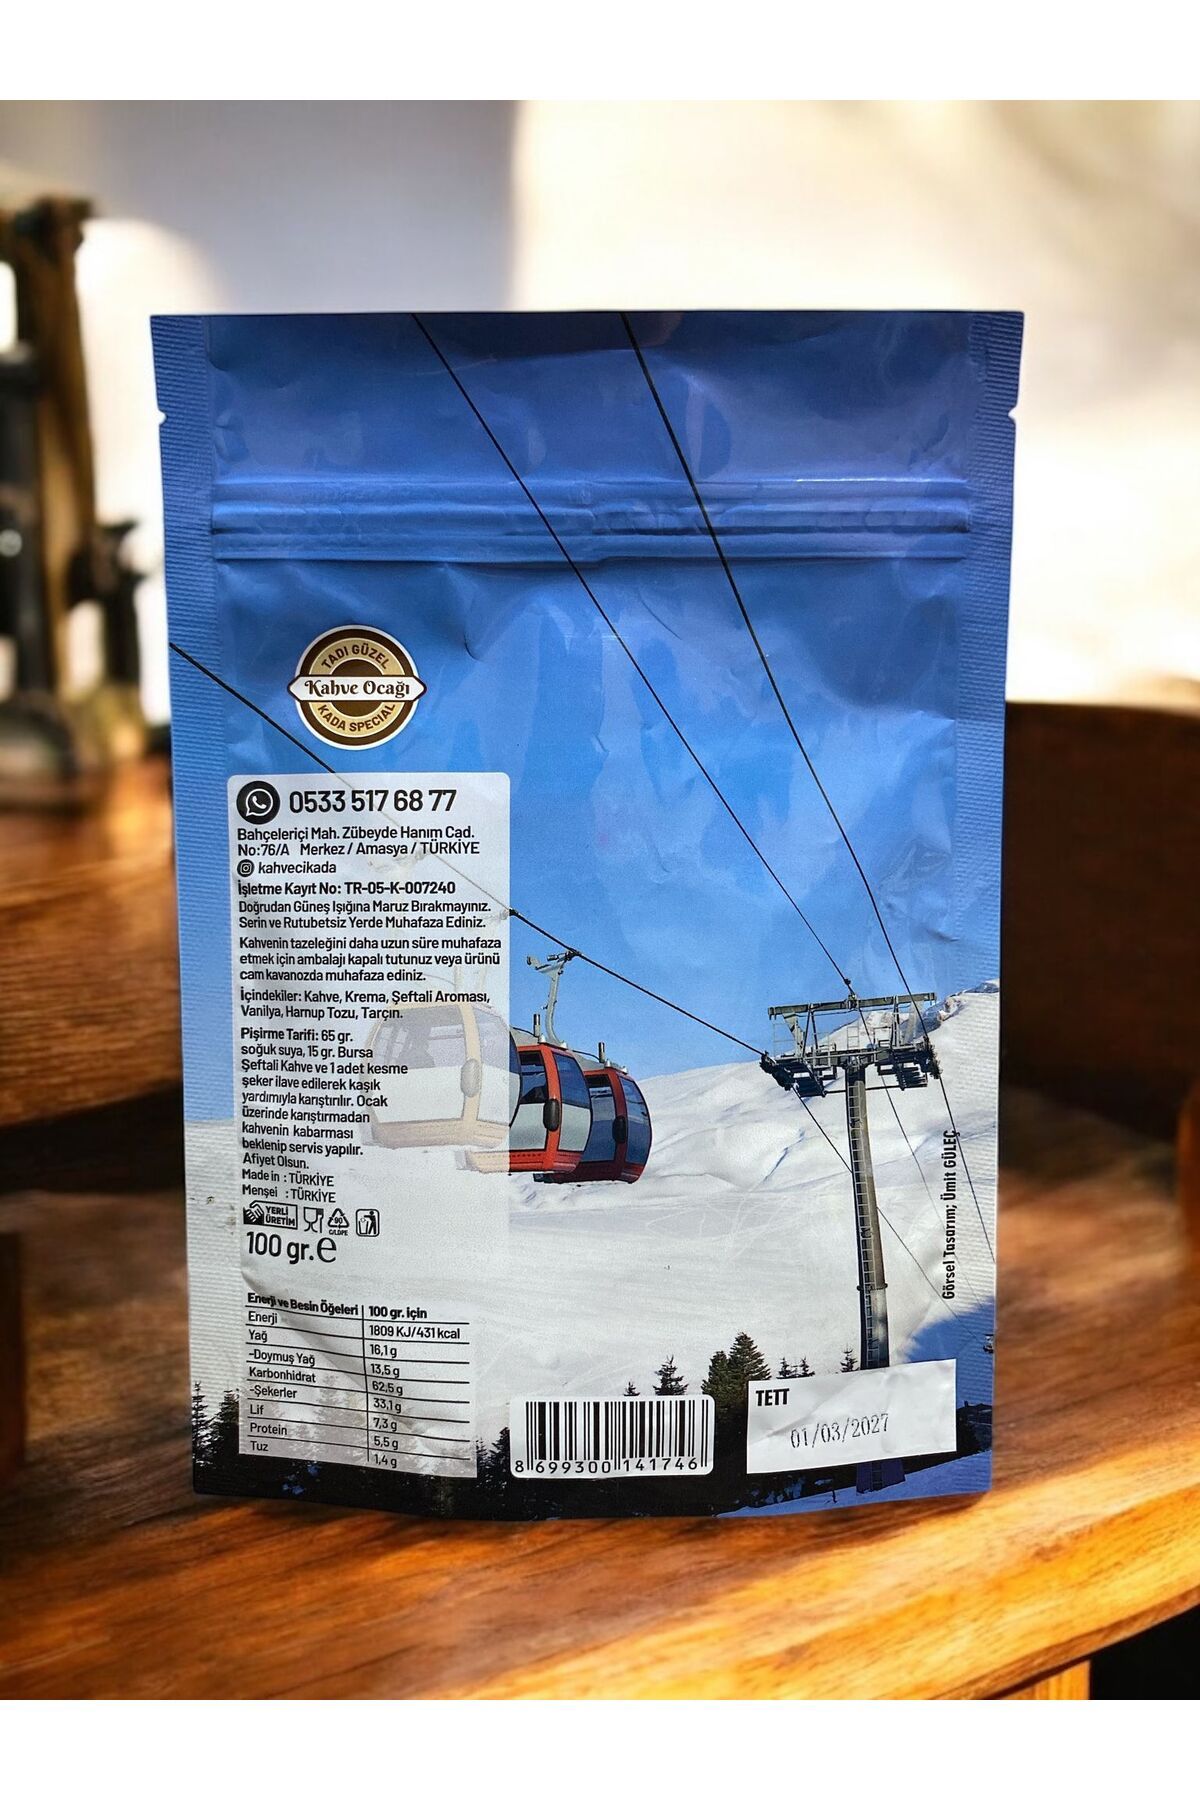 TADI GÜZEL
Kahve Ocağı
KADA SPECIAL
0533 517 68 77
Bahçeleriçi Mah. Zübeyde Hanım Cad.
No:76/A Merkez / Amasya / TÜRKİYE
kahvecikada
İşletme Kayıt No: TR-05-K-007240
Doğrudan Güneş Işığına Maruz Bırakmayınız.
Serin ve Rutubetsiz Yerde Muhafaza Ediniz.
Kahvenin tazeleğini daha uzun süre muhafaza
etmek için ambalajı kapalı tutunuz veya ürünü
cam kavanozda muhafaza ediniz.
İçindekiler: Kahve, Krema, Şeftali Aroması,
Vanilya, Harnup Tozu, Tarçın.
Pişirme Tarifi: 65 gr.
soğuk suya, 15 gr. Bursa
Şeftali Kahve ve 1 adet kesme
şeker ilave edilerek kaşık
yardımıyla karıştırılır. Ocak
üzerinde karıştırmadan
kahvenin kabarması
beklenip servis yapılır.
Afiyet Olsun.
Made in : TÜRKİYE
Menşei : TÜRKİYE
YERLİ
ÜRETİM
90
C/LDPE
100 gr. e
Enerji ve Besin Öğeleri 100 gr. için
Enerji 1809 KJ/431 kcal
Yağ 16,1 g
-Doymuş Yağ 13,5 g
Karbonhidrat 62,5 g
-Şekerler 33,1 g
Lif 7,3 g
Protein 5,5 g
Tuz 1,4 g
8 699300 141746
TETT
01/03/2027
Görsel Tasarım; Ümit GÜLEÇ